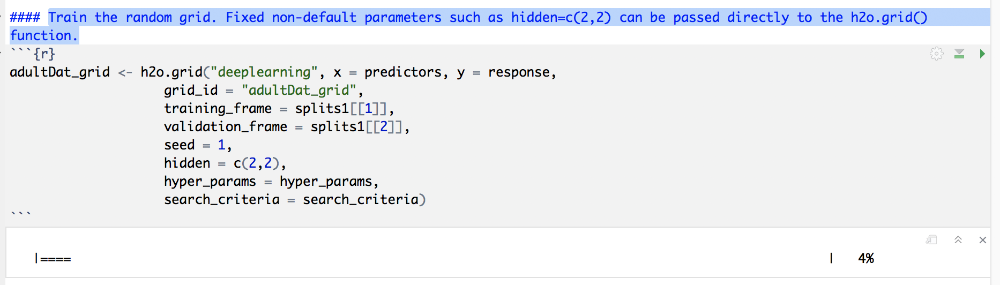 #### Train the random grid. Fixed non-default parameters such as hidden=c(2,2) can be passed directly to the h2o.grid()
function.
```{r}
adultDat_grid <- h2o.grid("deeplearning", x = predictors, y = response,
                    grid_id = "adultDat_grid",
                    training_frame = splits1[[1]],
                    validation_frame = splits1[[2]],
                    seed = 1,
                    hidden = c(2,2),
                    hyper_params = hyper_params,
                    search_criteria = search_criteria)
```
|==== | 4%